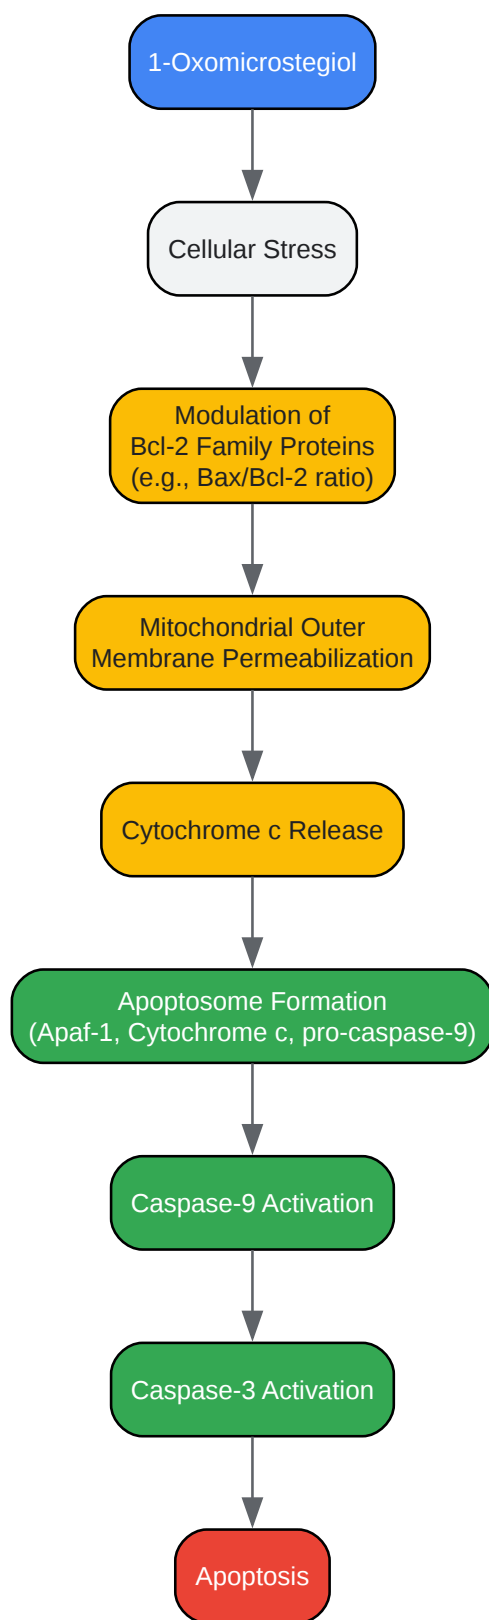 1-Oxomicrostegiol
Cellular Stress
Modulation of
Bcl-2 Family Proteins
(e.g., Bax/Bcl-2 ratio)
Mitochondrial Outer
Membrane Permeabilization
Cytochrome c Release
Apoptosome Formation
(Apaf-1, Cytochrome c, pro-caspase-9)
Caspase-9 Activation
Caspase-3 Activation
Apoptosis